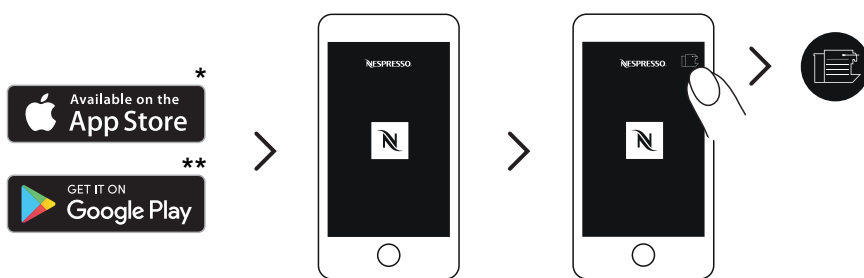 *
Available on the
App Store
**
GET IT ON
Google Play
NESPRESSO
N
NESPRESSO
N